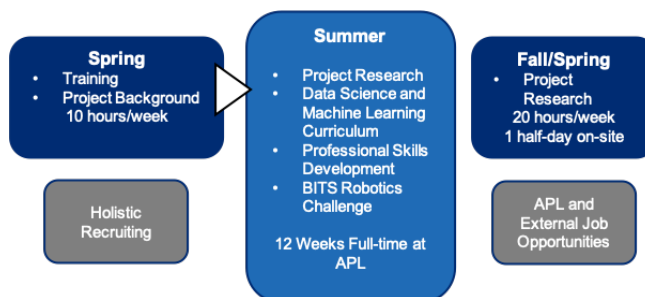 Spring
• Training
• Project Background
10 hours/week
Holistic
Recruiting
Summer
• Project Research
• Data Science and
Machine Learning
Curriculum
• Professional Skills
Development
• BITS Robotics
Challenge
12 Weeks Full-time at
APL
Fall/Spring
• Project
Research
20 hours/week
1 half-day on-site
APL and
External Job
Opportunities